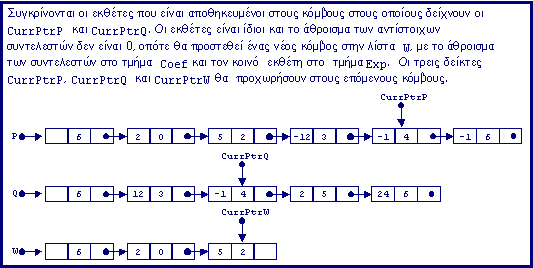 Συγκρίνονται οι εκθέτες που είναι αποθηκευμένοι στους κόμβους στους οποίους δείχνουν οι
CurrPtrP και CurrPtrQ. Οι εκθέτες είναι ίδιοι και το άθροισμα των αντίστοιχων
συντελεστών δεν είναι 0, οπότε θα προστεθεί ένας νέος κόμβος στην λίστα W, με το άθροισμα
των συντελεστών στο τμήμα Coef και τον κοινό εκθέτη στο τμήμα Exp. Οι τρεις δείκτες
CurrPtrP, CurrPtrQ και CurrPtrW θα προχωρήσουν στους επόμενους κόμβους.
CurrPtrP
P 6 2 0 5 2 -12 3 -1 4 -1 6
CurrPtrQ
Q 6 12 3 -1 4 2 5 24 6
CurrPtrW
W 6 2 0 5 2